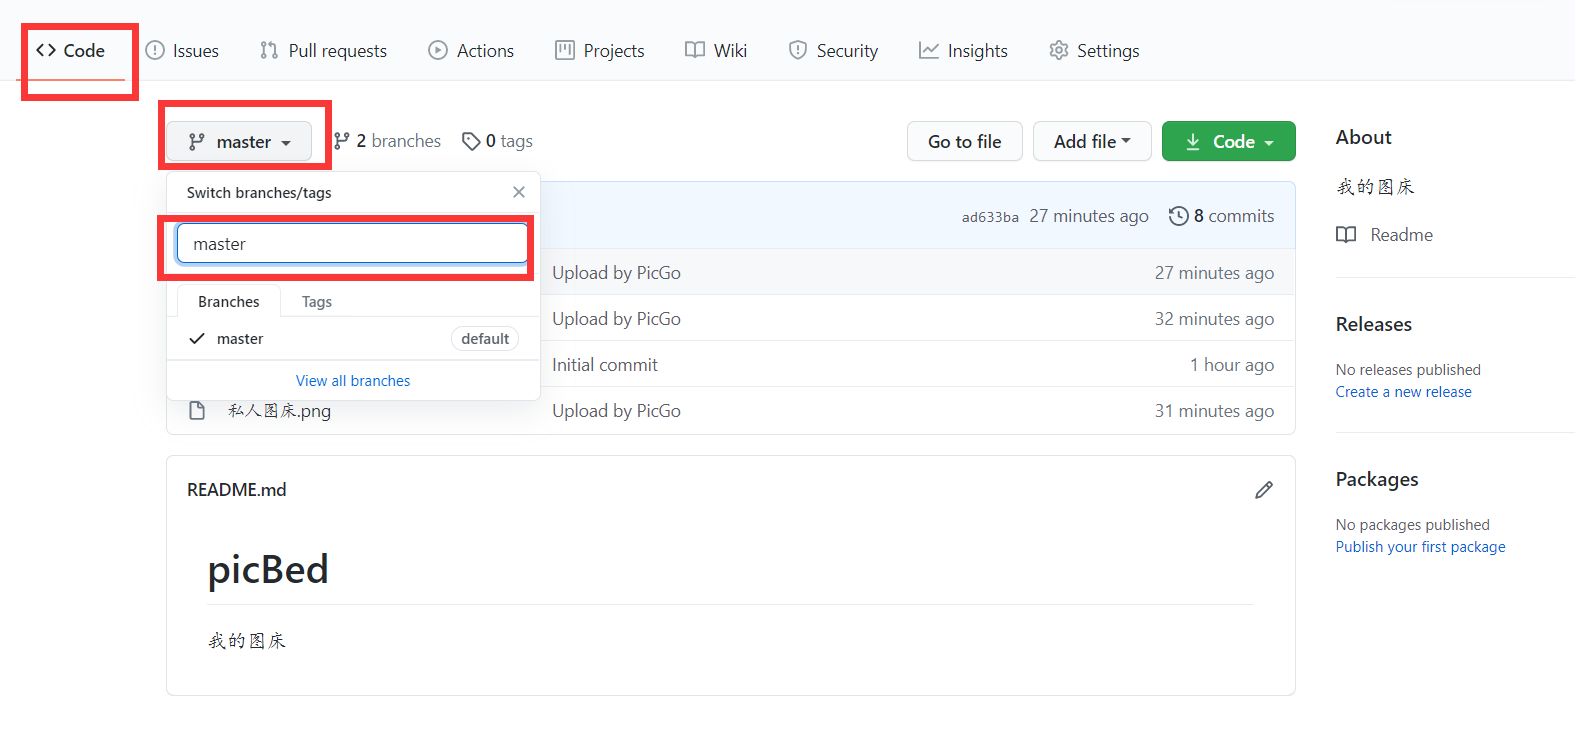 Code Issues Pull requests Actions Projects Wiki Security Insights Settings
master 2 branches 0 tags Go to file Add file Code
Switch branches/tags
master
Branches Tags
master default
View all branches
ad633ba 27 minutes ago 8 commits
Upload by PicGo 27 minutes ago
Upload by PicGo 32 minutes ago
Initial commit 1 hour ago
私人图床.png Upload by PicGo 31 minutes ago
README.md
picBed
我的图床
About
我的图床
Readme
Releases
No releases published
Create a new release
Packages
No packages published
Publish your first package